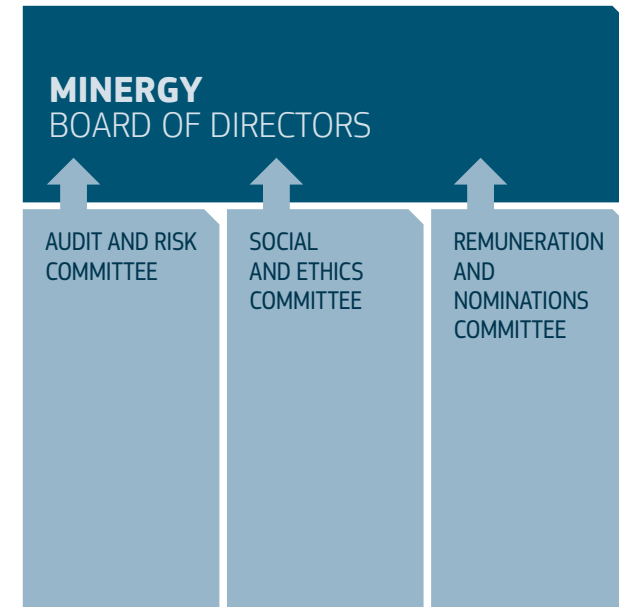 MINERGY
BOARD OF DIRECTORS
AUDIT AND RISK
COMMITTEE
SOCIAL
AND ETHICS
COMMITTEE
REMUNERATION
AND
NOMINATIONS
COMMITTEE